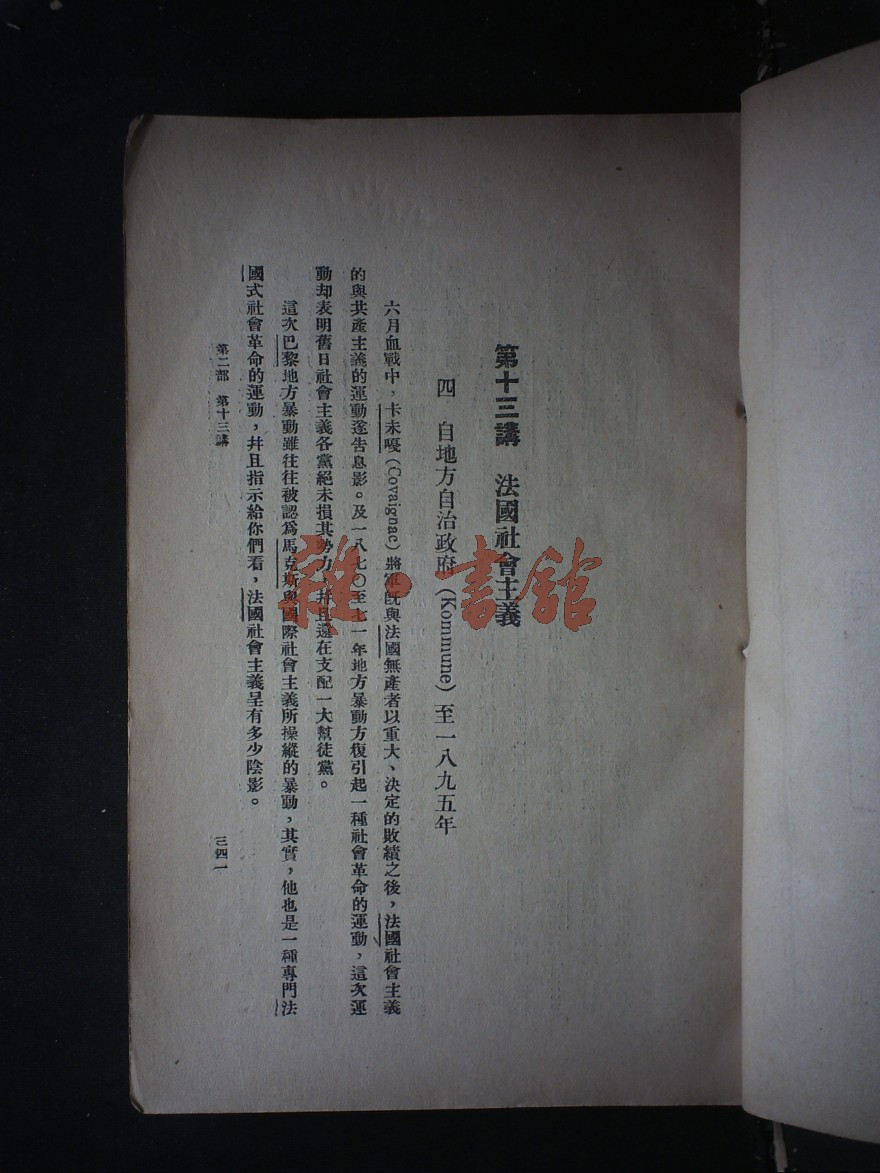 第十三講　法國社會主義
四　自地方自治政府(Kommune)至一八九五年
六月血戰中，卡未嗄(Covaignac)將軍既與法國無產者以重大、決定的敗績之後，法國社會主義
的與共產主義的運動遂告息影。及一八七〇至七一年地方暴動方復引起一種社會革命的運動，這次運
動却表明舊日社會主義各黨絕未損其勢力，并且還在支配一大幫徒黨。
這次巴黎地方暴動雖往往被認爲馬克斯與國際社會主義所操縱的暴動，其實，他也是一種專門法
國式社會革命的運動，幷且指示給你們看，法國社會主義呈有多少陰影。
第二部　第十三講
三四一
雜·書館